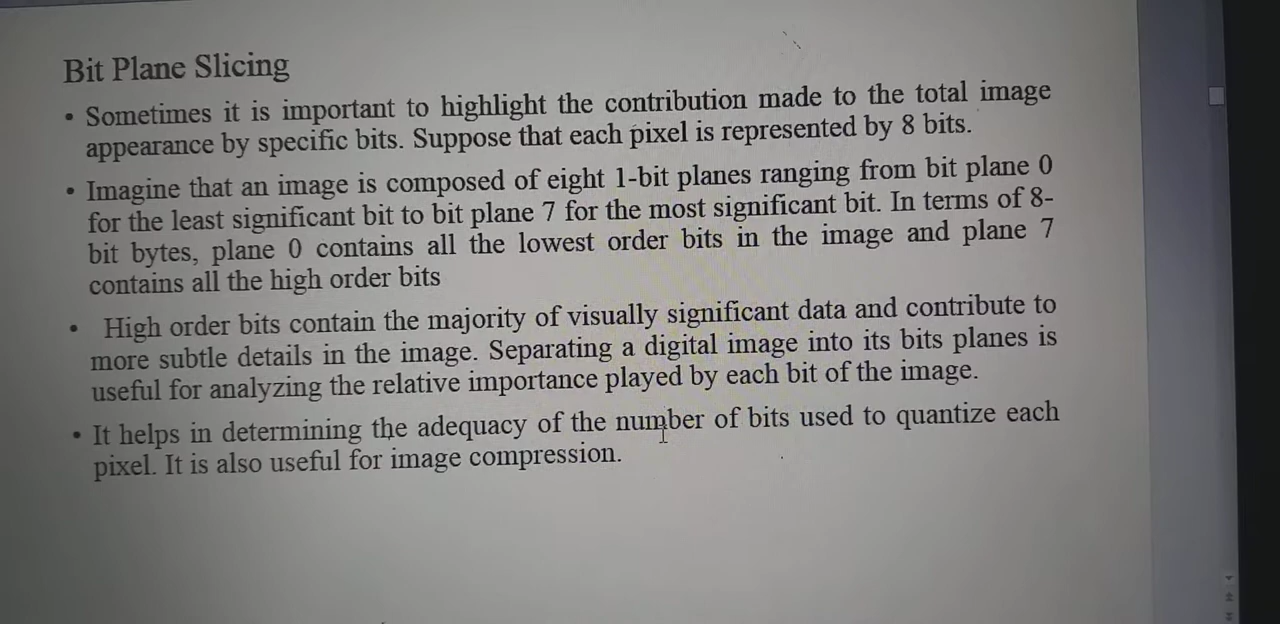 Bit Plane Slicing
• Sometimes it is important to highlight the contribution made to the total image
appearance by specific bits. Suppose that each pixel is represented by 8 bits.
• Imagine that an image is composed of eight 1-bit planes ranging from bit plane 0
for the least significant bit to bit plane 7 for the most significant bit. In terms of 8-
bit bytes, plane 0 contains all the lowest order bits in the image and plane 7
contains all the high order bits
• High order bits contain the majority of visually significant data and contribute to
more subtle details in the image. Separating a digital image into its bits planes is
useful for analyzing the relative importance played by each bit of the image.
• It helps in determining the adequacy of the number of bits used to quantize each
pixel. It is also useful for image compression.